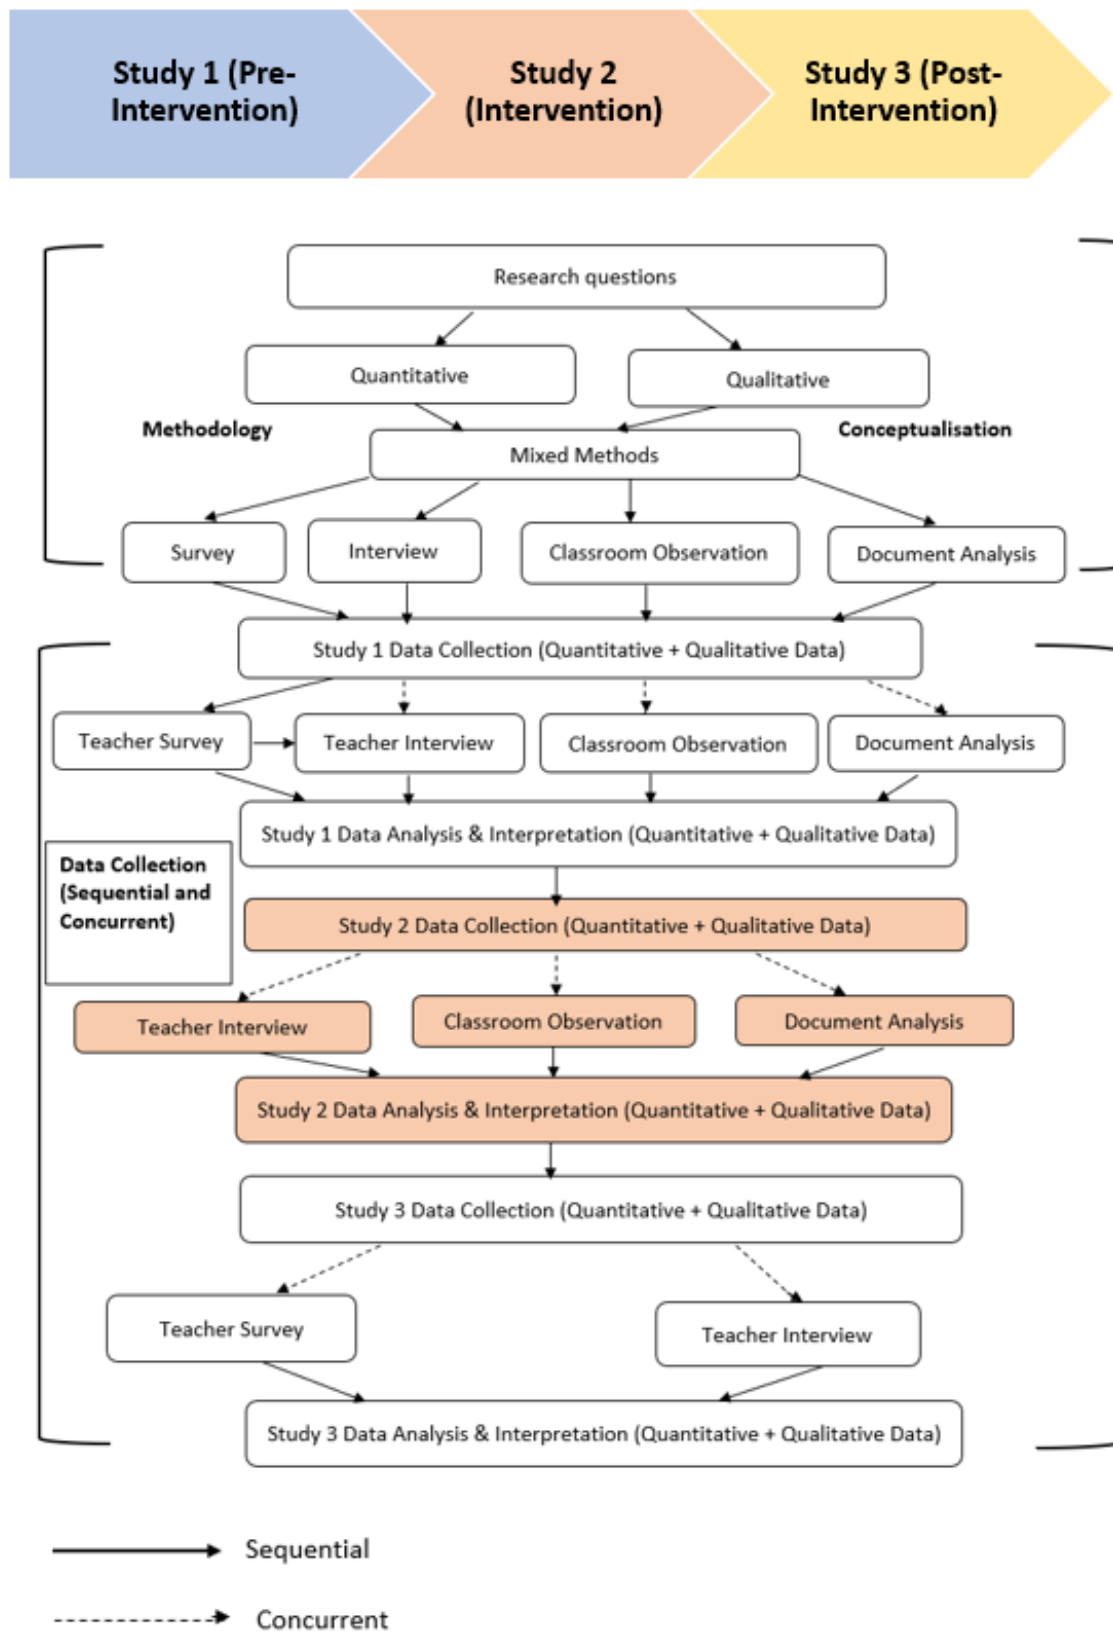 Study 1 (Pre-
Intervention)
Study 2
(Intervention)
Study 3 (Post-
Intervention)
Research questions
Quantitative
Qualitative
Methodology
Conceptualisation
Mixed Methods
Survey
Interview
Classroom Observation
Document Analysis
Study 1 Data Collection (Quantitative + Qualitative Data)
Teacher Survey
Teacher Interview
Classroom Observation
Document Analysis
Study 1 Data Analysis & Interpretation (Quantitative + Qualitative Data)
Data Collection
(Sequential and
Concurrent)
Study 2 Data Collection (Quantitative + Qualitative Data)
Teacher Interview
Classroom Observation
Document Analysis
Study 2 Data Analysis & Interpretation (Quantitative + Qualitative Data)
Study 3 Data Collection (Quantitative + Qualitative Data)
Teacher Survey
Teacher Interview
Study 3 Data Analysis & Interpretation (Quantitative + Qualitative Data)
Sequential
Concurrent